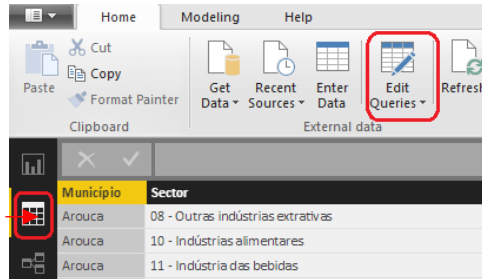 Home Modeling Help
Cut
Copy
Format Painter
Paste
Get Data
Recent Sources
Enter Data
Edit Queries
Refresh
Clipboard
External data
Município Sector
Arouca 08 - Outras indústrias extrativas
Arouca 10 - Indústrias alimentares
Arouca 11 - Indústria das bebidas